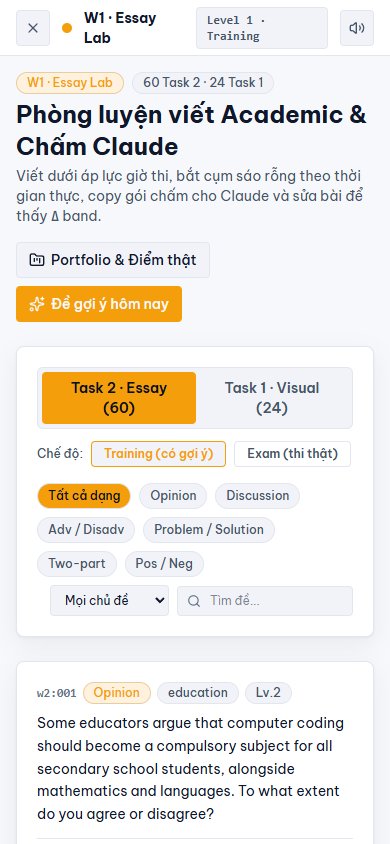 W1 · Essay
Lab
Level 1 ·
Training
W1 · Essay Lab
60 Task 2 · 24 Task 1
Phòng luyện viết Academic &
Chấm Claude
Viết dưới áp lực giờ thi, bắt cụm sáo rỗng theo thời
gian thực, copy gói chấm cho Claude và sửa bài để
thấy Δ band.
Portfolio & Điểm thật
Đề gợi ý hôm nay
Task 2 · Essay
(60)
Task 1 · Visual
(24)
Chế độ:
Training (có gợi ý)
Exam (thi thật)
Tất cả dạng
Opinion
Discussion
Adv / Disadv
Problem / Solution
Two-part
Pos / Neg
Mọi chủ đề
Tìm đề...
w2:001
Opinion
education
Lv.2
Some educators argue that computer coding
should become a compulsory subject for all
secondary school students, alongside
mathematics and languages. To what extent
do you agree or disagree?